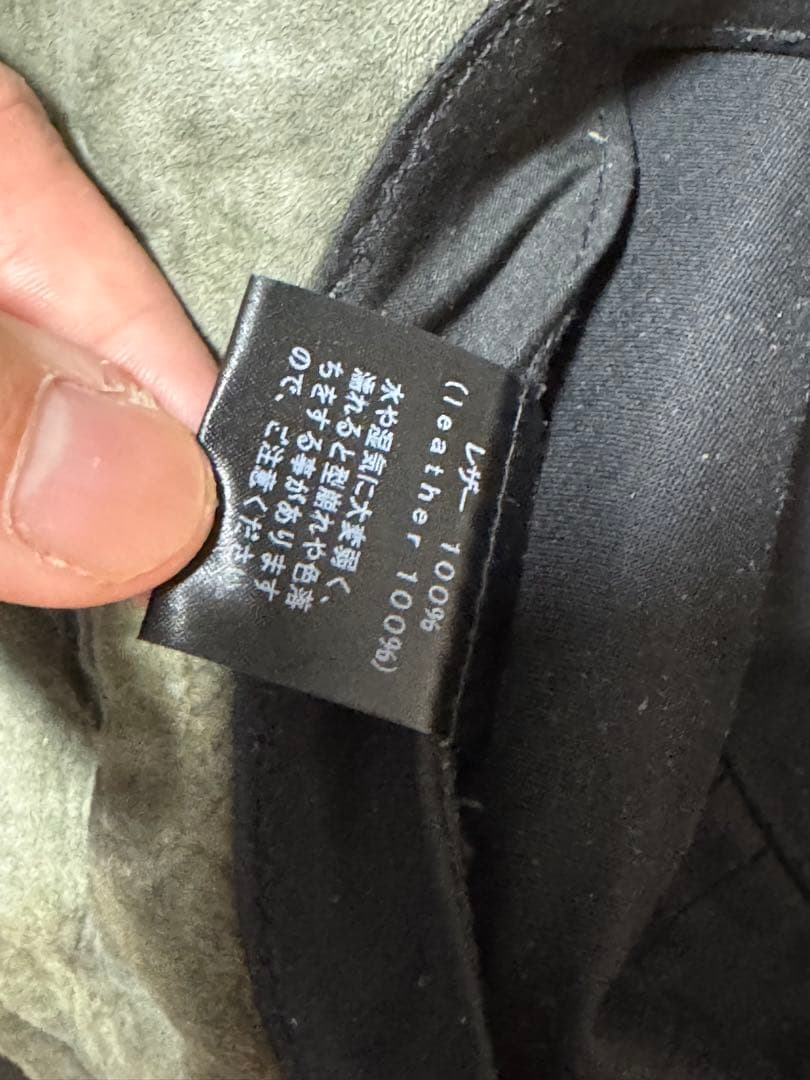 レザー 100%
(leather 100%)
水や湿気に大変弱く、
濡れると型崩れや色落
ちをする事があります
ので、ご注意くださ